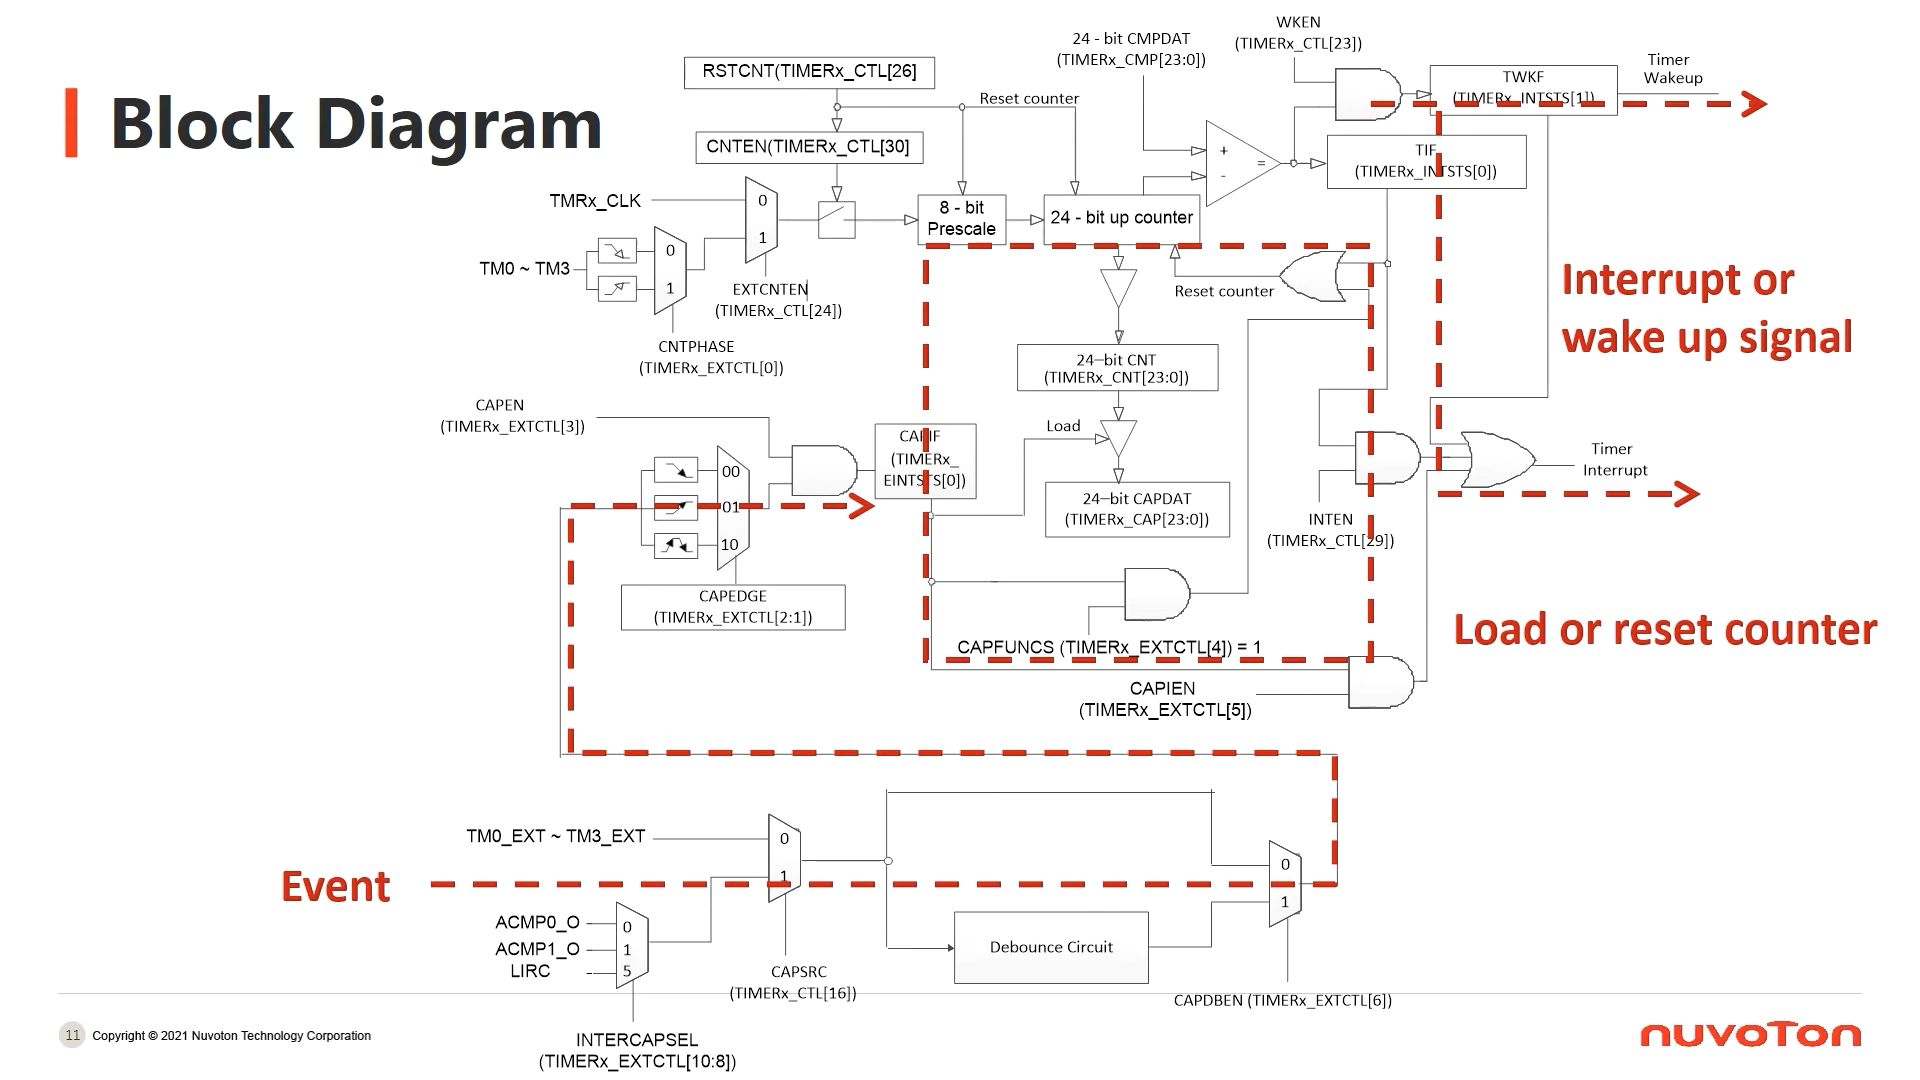 Block Diagram
RSTCNT(TIMERx_CTL[26]
Reset counter
CNTEN(TIMERx_CTL[30]
24 - bit CMPDAT
(TIMERx_CMP[23:0])
WKEN
(TIMERx_CTL[23])
TWKF
(TIMERx_INTSTS[1])
Timer
Wakeup
TIF
(TIMERx_INTSTS[0])
+
-
=
TMRx_CLK
0
1
8 - bit
Prescale
24 - bit up counter
TM0 ~ TM3
0
1
EXTCNTEN
(TIMERx_CTL[24])
CNTPHASE
(TIMERx_EXTCTL[0])
Reset counter
Interrupt or
wake up signal
24–bit CNT
(TIMERx_CNT[23:0])
CAPEN
(TIMERx_EXTCTL[3])
CAPIF
(TIMERx_
EINTSTS[0])
Load
00
01
10
24–bit CAPDAT
(TIMERx_CAP[23:0])
Timer
Interrupt
INTEN
(TIMERx_CTL[29])
CAPEDGE
(TIMERx_EXTCTL[2:1])
CAPFUNCS (TIMERx_EXTCTL[4]) = 1
Load or reset counter
CAPIEN
(TIMERx_EXTCTL[5])
TM0_EXT ~ TM3_EXT
0
1
0
1
Event
ACMP0_O
ACMP1_O
LIRC
0
1
5
Debounce Circuit
CAPSRC
(TIMERx_CTL[16])
CAPDBEN (TIMERx_EXTCTL[6])
INTERCAPSEL
(TIMERx_EXTCTL[10:8])
11 Copyright © 2021 Nuvoton Technology Corporation
nuvoTon